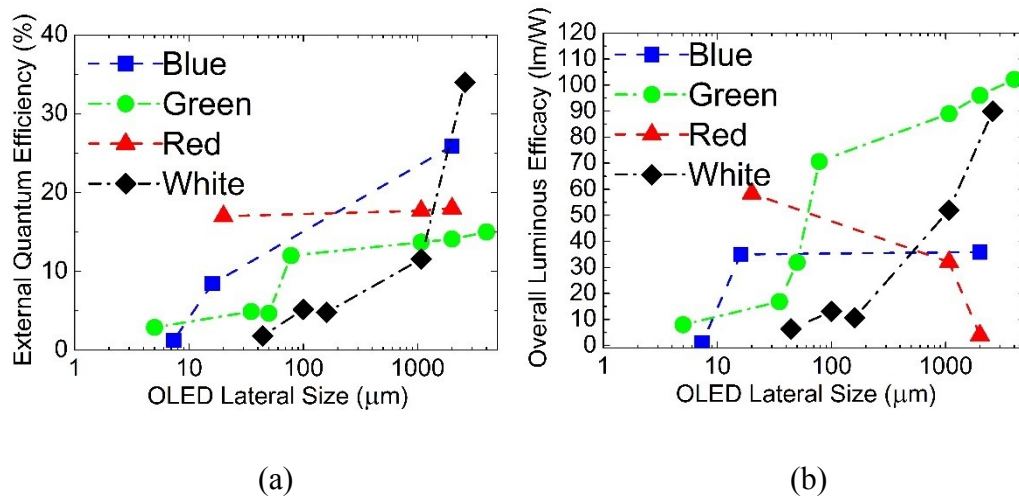 External Quantum Efficiency (%)
40
30
20
10
0
Blue
Green
Red
White
1 10 100 1000
OLED Lateral Size (μm)
(a)
Overall Luminous Efficacy (lm/W)
120
110
100
90
80
70
60
50
40
30
20
10
0
Blue
Green
Red
White
1 10 100 1000
OLED Lateral Size (μm)
(b)